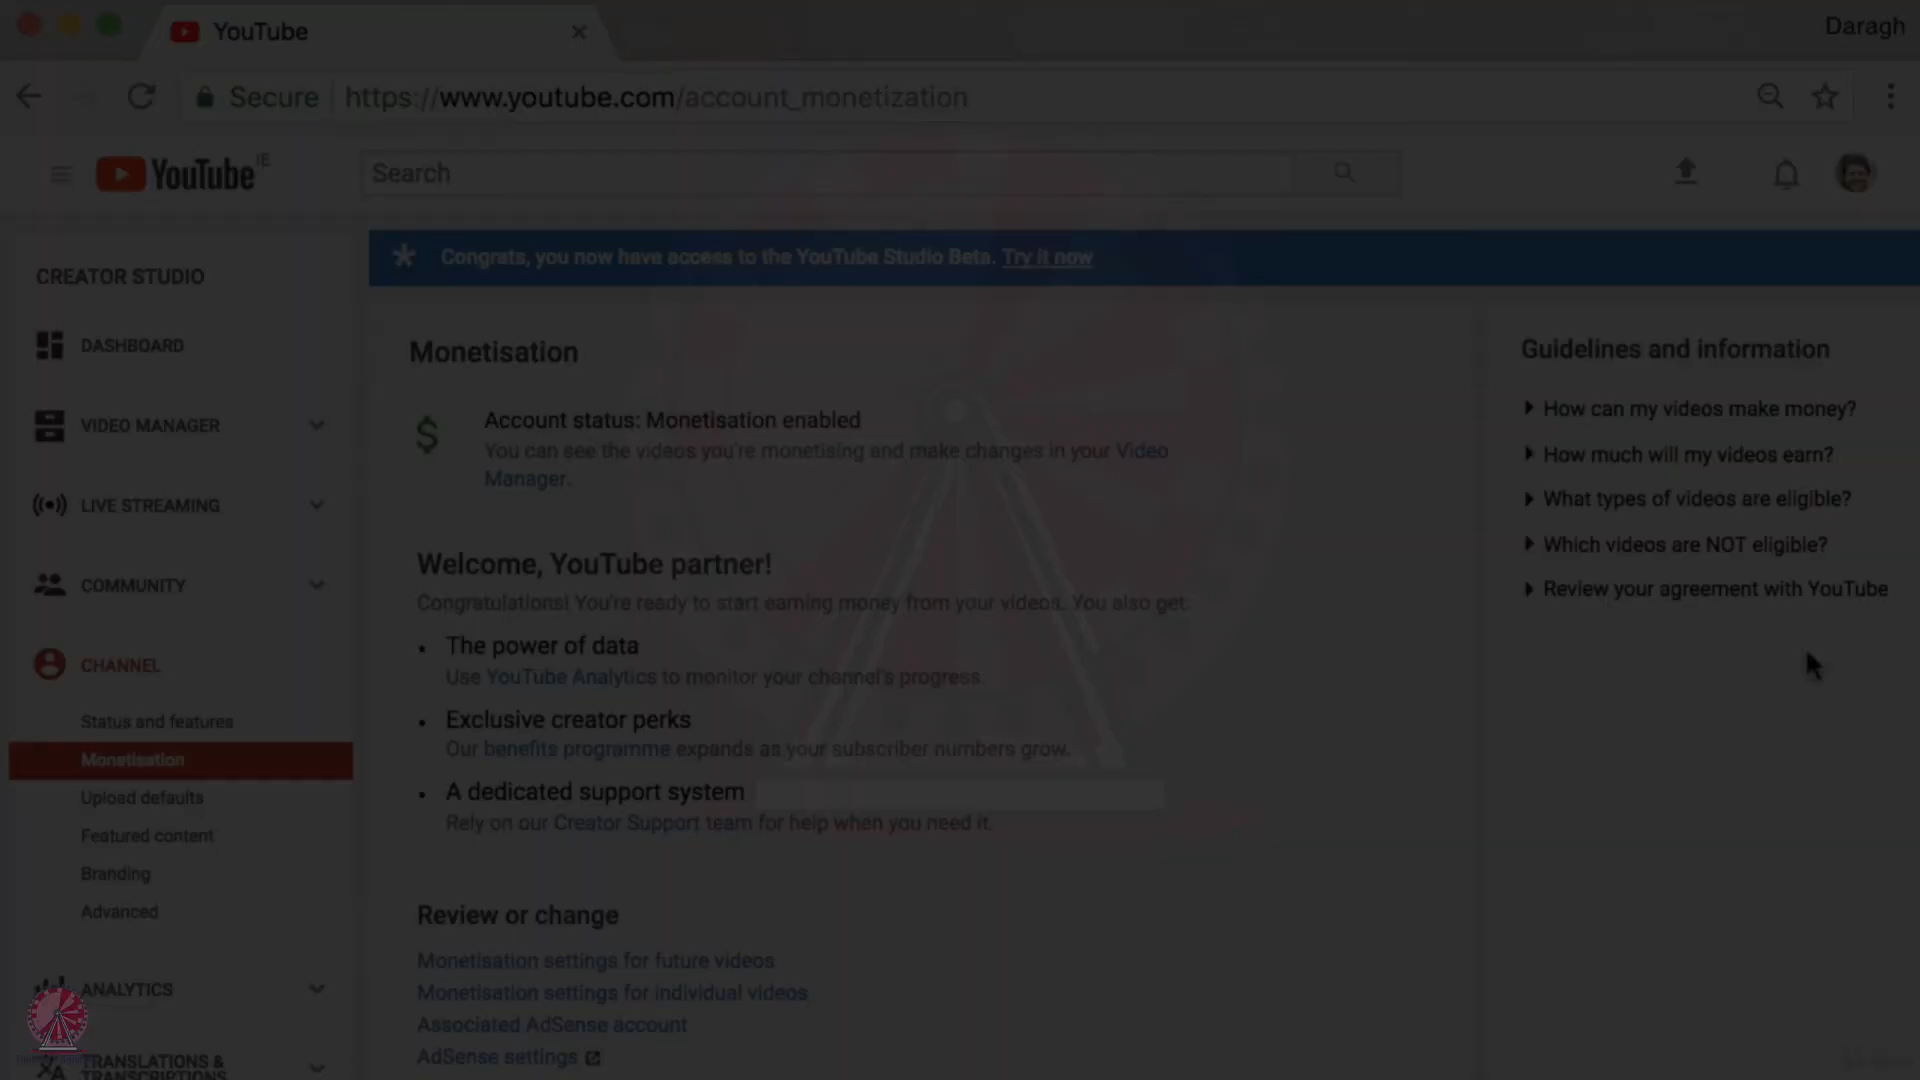 YouTube
Daragh
Secure https://www.youtube.com/account_monetization
YouTube IE
Search
Congrats, you now have access to the YouTube Studio Beta. Try it now
CREATOR STUDIO
DASHBOARD
VIDEO MANAGER
LIVE STREAMING
COMMUNITY
CHANNEL
Status and features
Monetisation
Upload defaults
Featured content
Branding
Advanced
ANALYTICS
TRANSLATIONS &
TRANSCRIPTIONS
Monetisation
Account status: Monetisation enabled
You can see the videos you're monetising and make changes in your Video
Manager.
Welcome, YouTube partner!
Congratulations! You're ready to start earning money from your videos. You also get:
• The power of data
Use YouTube Analytics to monitor your channel's progress.
• Exclusive creator perks
Our benefits programme expands as your subscriber numbers grow.
• A dedicated support system
Rely on our Creator Support team for help when you need it.
Review or change
Monetisation settings for future videos
Monetisation settings for individual videos
Associated AdSense account
AdSense settings
Guidelines and information
How can my videos make money?
How much will my videos earn?
What types of videos are eligible?
Which videos are NOT eligible?
Review your agreement with YouTube